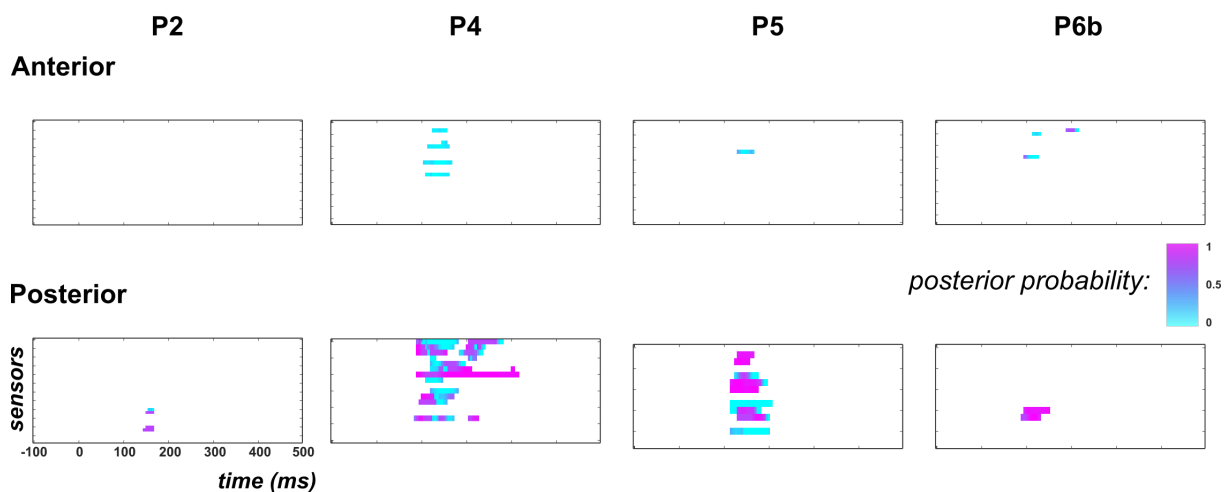 P2 P4 P5 P6b
Anterior
posterior probability:
1
0.5
0
Posterior
sensors
-100 0 100 200 300 400 500
time (ms)